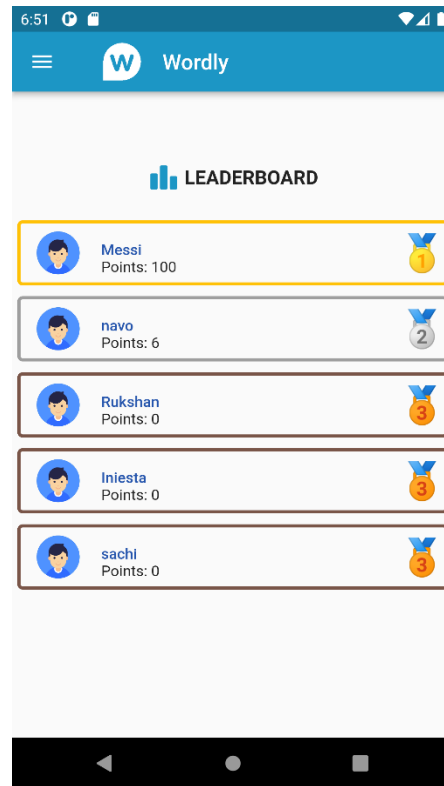 6:51
W Wordly
LEADERBOARD
Messi
Points: 100
1
navo
Points: 6
2
Rukshan
Points: 0
3
Iniesta
Points: 0
3
sachi
Points: 0
3